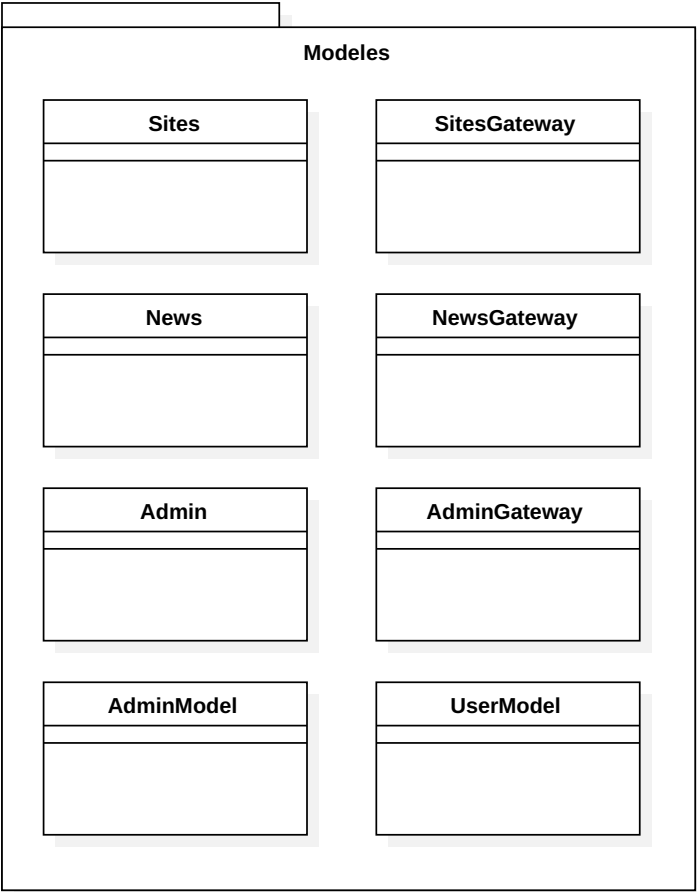 Modeles
Sites
SitesGateway
News
NewsGateway
Admin
AdminGateway
AdminModel
UserModel